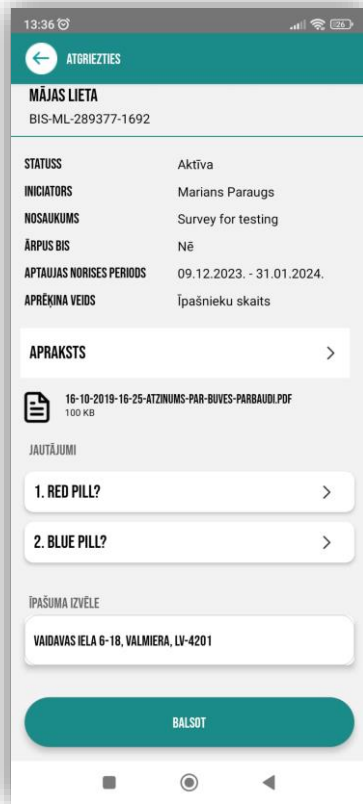 13:36 26
ATGRIEZTIES
MĀJAS LIETA
BIS-ML-289377-1692
STATUSS Aktīva
INICIATORS Marians Paraugs
NOSAUKUMS Survey for testing
ĀRPUS BIS Nē
APTAUJAS NORISES PERIODS 09.12.2023. - 31.01.2024.
APRĒĶINA VEIDS Īpašnieku skaits
APRAKSTS
16-10-2019-16-25-ATZINUMS-PAR-BUVES-PARBAUDI.PDF
100 KB
JAUTĀJUMI
1. RED PILL?
2. BLUE PILL?
ĪPAŠUMA IZVĒLE
VAIDAVAS IELA 6-18, VALMIERA, LV-4201
BALSOT